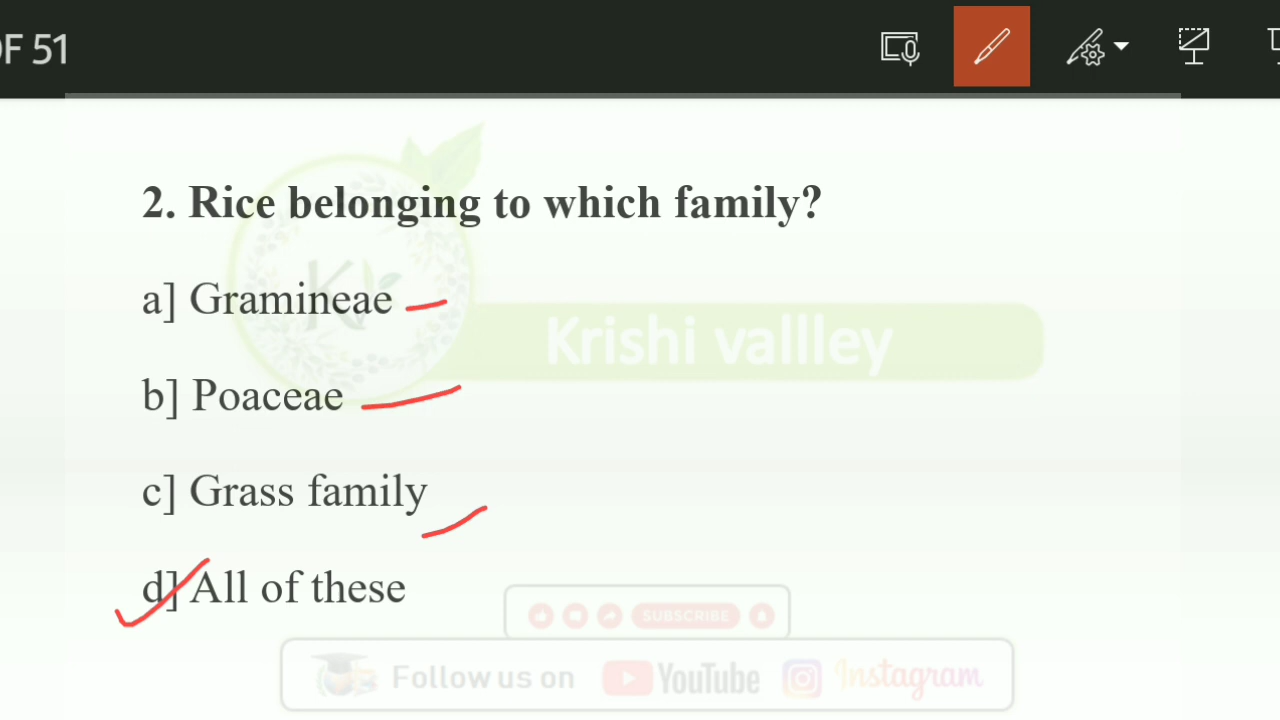 F 51
2. Rice belonging to which family?
a] Gramineae
Krishi vallley
b] Poaceae
c] Grass family
d] All of these
SUBSCRIBE
Follow us on YouTube Instagram